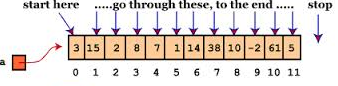 start here .....go through these, to the end ..... stop
3 15 2 8 7 1 14 38 10 -2 61 5
a
0 1 2 3 4 5 6 7 8 9 10 11